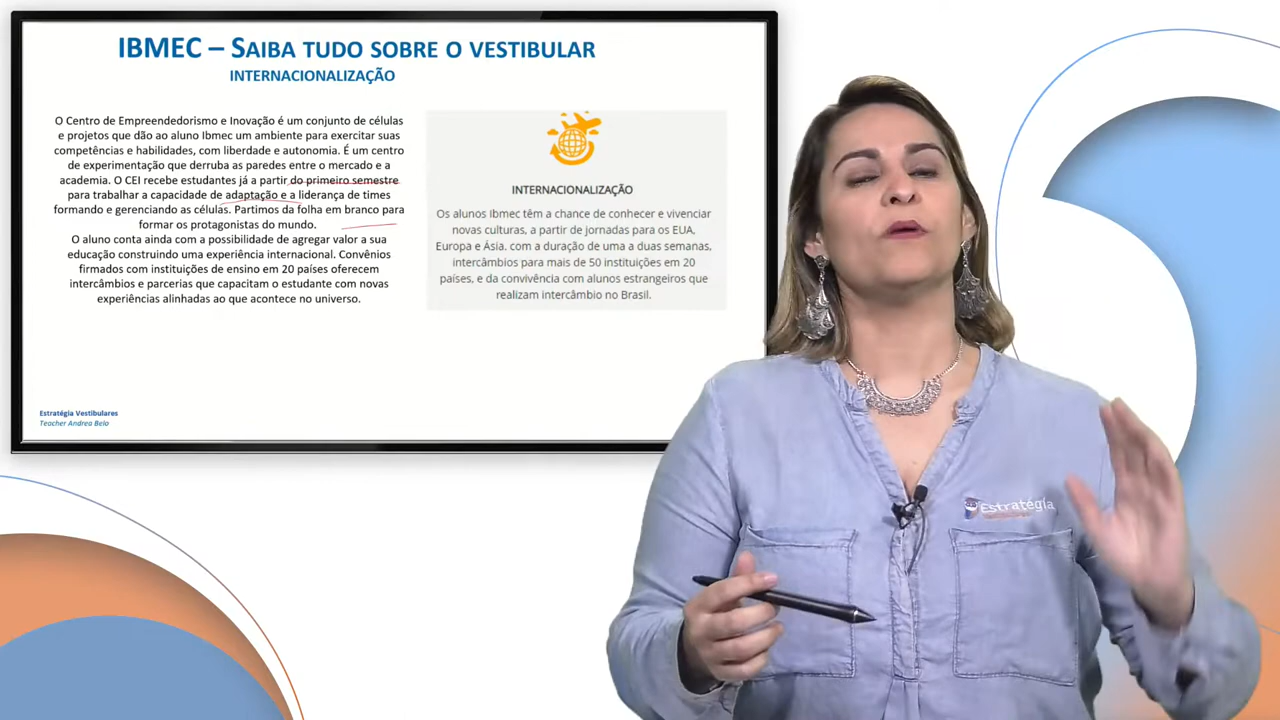 IBMEC – SAIBA TUDO SOBRE O VESTIBULAR
INTERNACIONALIZAÇÃO
O Centro de Empreendedorismo e Inovação é um conjunto de células
e projetos que dão ao aluno Ibmec um ambiente para exercitar suas
competências e habilidades, com liberdade e autonomia. É um centro
de experimentação que derruba as paredes entre o mercado e a
academia. O CEI recebe estudantes já a partir do primeiro semestre
para trabalhar a capacidade de adaptação e a liderança de times
formando e gerenciando as células. Partimos da folha em branco para
formar os protagonistas do mundo.
O aluno conta ainda com a possibilidade de agregar valor a sua
educação construindo uma experiência internacional. Convênios
firmados com instituições de ensino em 20 países oferecem
intercâmbios e parcerias que capacitam o estudante com novas
experiências alinhadas ao que acontece no universo.
INTERNACIONALIZAÇÃO
Os alunos Ibmec têm a chance de conhecer e vivenciar
novas culturas, a partir de jornadas para os EUA,
Europa e Ásia. com a duração de uma a duas semanas,
intercâmbios para mais de 50 instituições em 20
países, e da convivência com alunos estrangeiros que
realizam intercâmbio no Brasil.
Estratégia Vestibulares
Teacher Andrea Belo
Estratégia